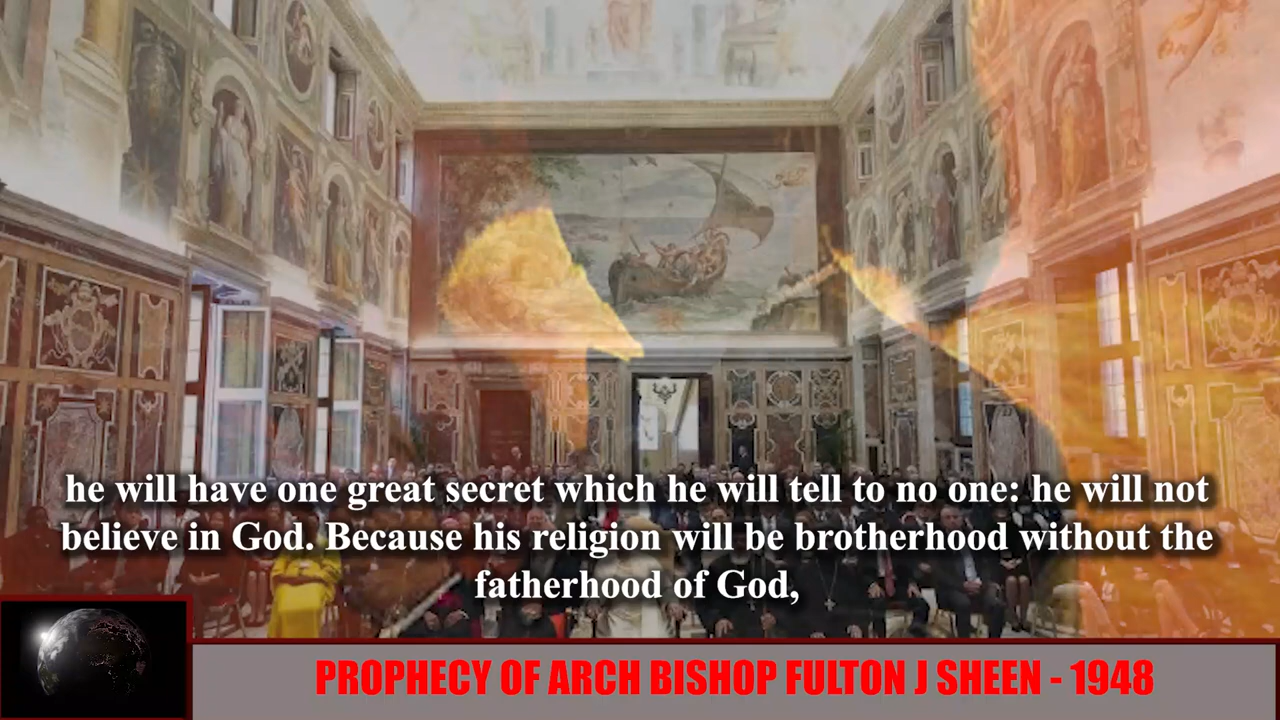 he will have one great secret which he will tell to no one: he will not
believe in God. Because his religion will be brotherhood without the
fatherhood of God,
PROPHECY OF ARCH BISHOP FULTON J SHEEN - 1948